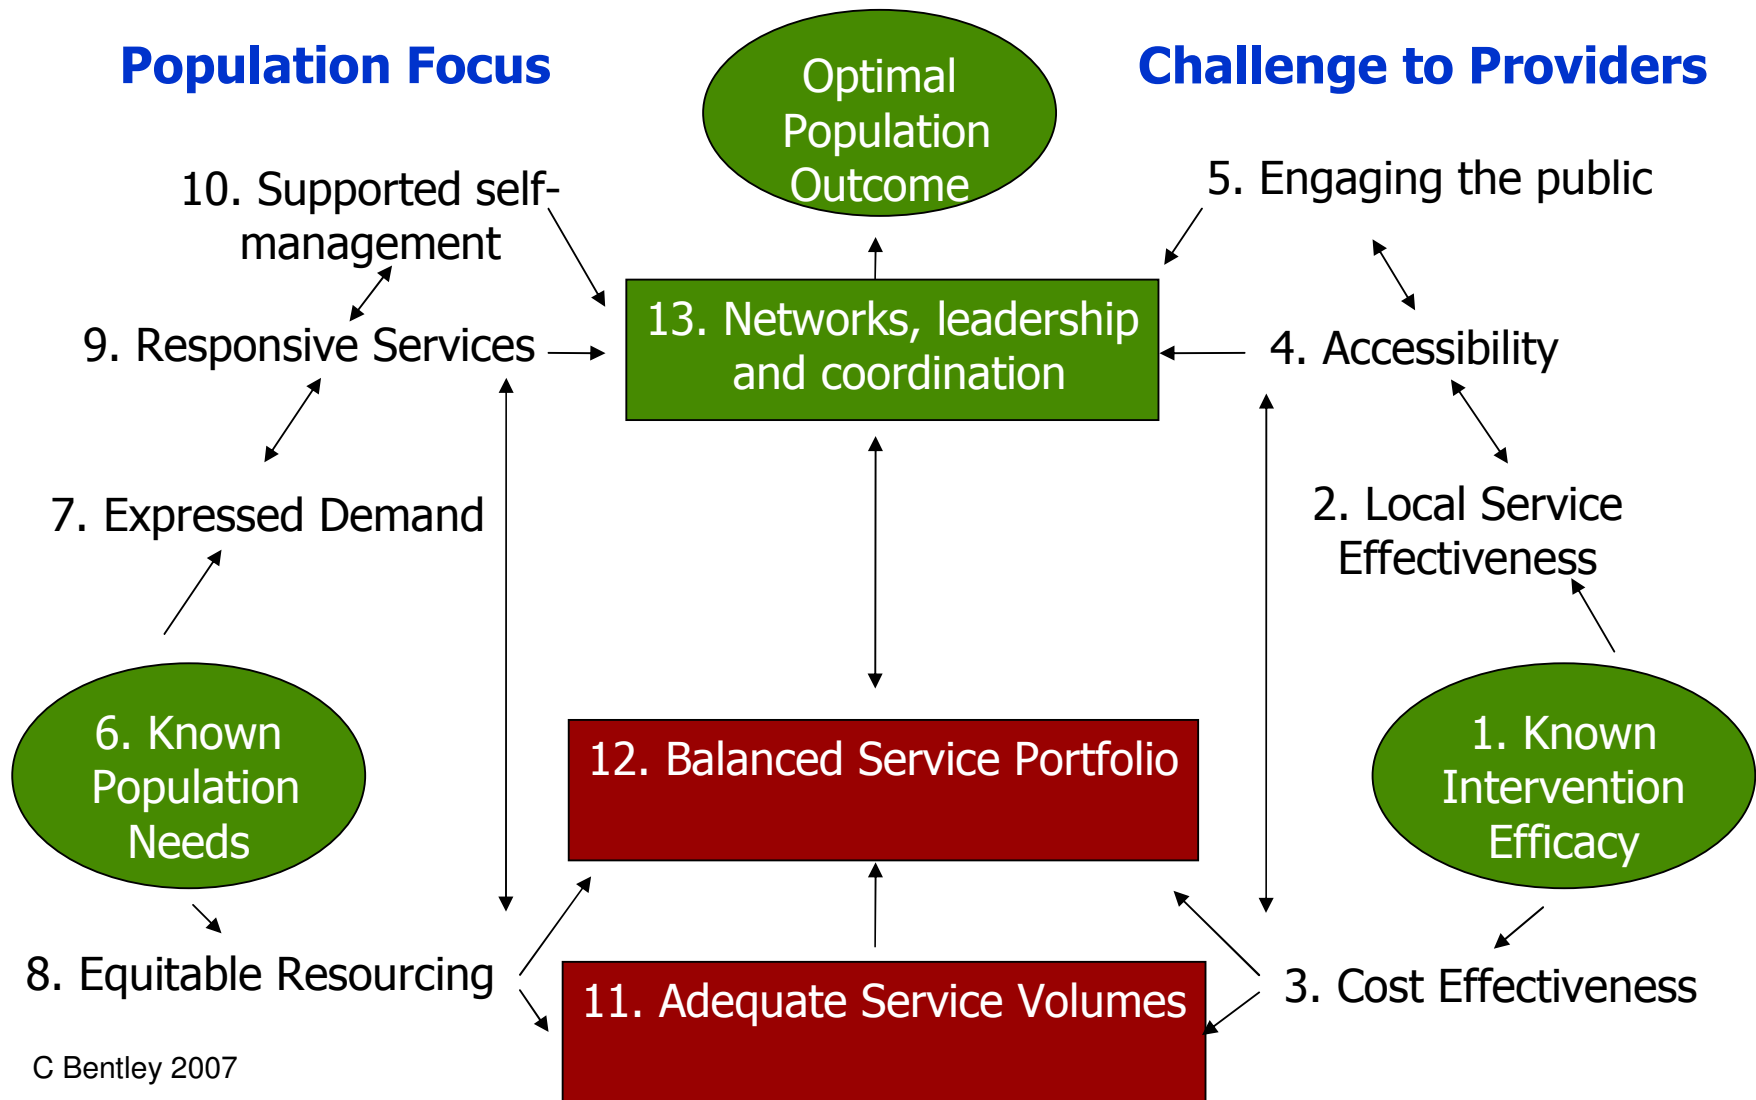 Population Focus
Challenge to Providers
Optimal
Population
Outcome
10. Supported self-
management
5. Engaging the public
13. Networks, leadership
and coordination
9. Responsive Services
4. Accessibility
7. Expressed Demand
2. Local Service
Effectiveness
6. Known
Population
Needs
12. Balanced Service Portfolio
1. Known
Intervention
Efficacy
8. Equitable Resourcing
11. Adequate Service Volumes
3. Cost Effectiveness
C Bentley 2007